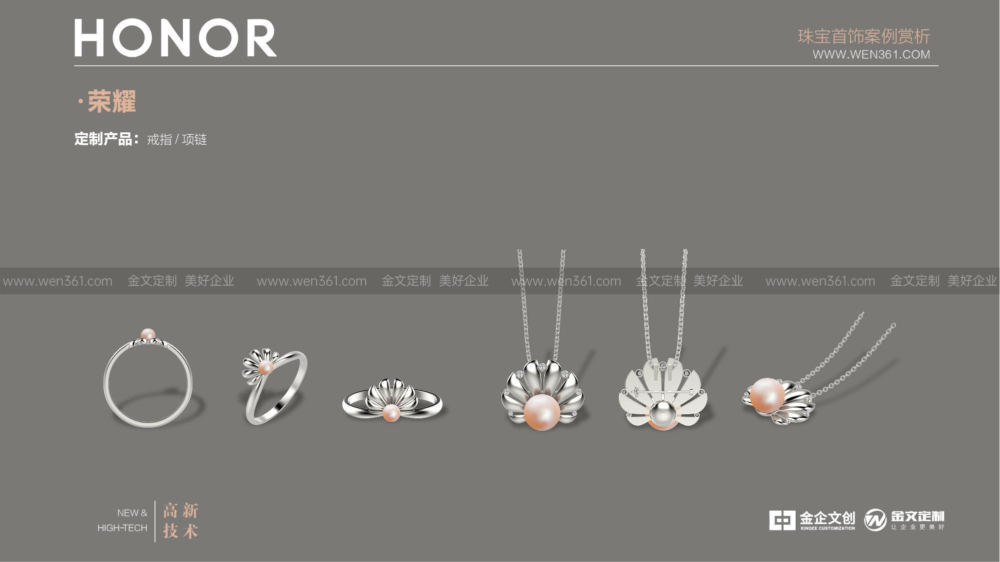 HONOR
珠宝首饰案例赏析
WWW.WEN361.COM
·荣耀
定制产品：戒指 / 项链
www.wen361.com 金文定制 美好企业 www.wen361.com 金文定制 美好企业 www.wen361.com 金文定制 美好企业 www.wen361.com 金文定制 美好企业
NEW &
HIGH-TECH
高新
技术
金企文创
KINQEE CUSTOMIZATION
金文定制
让企业更美好